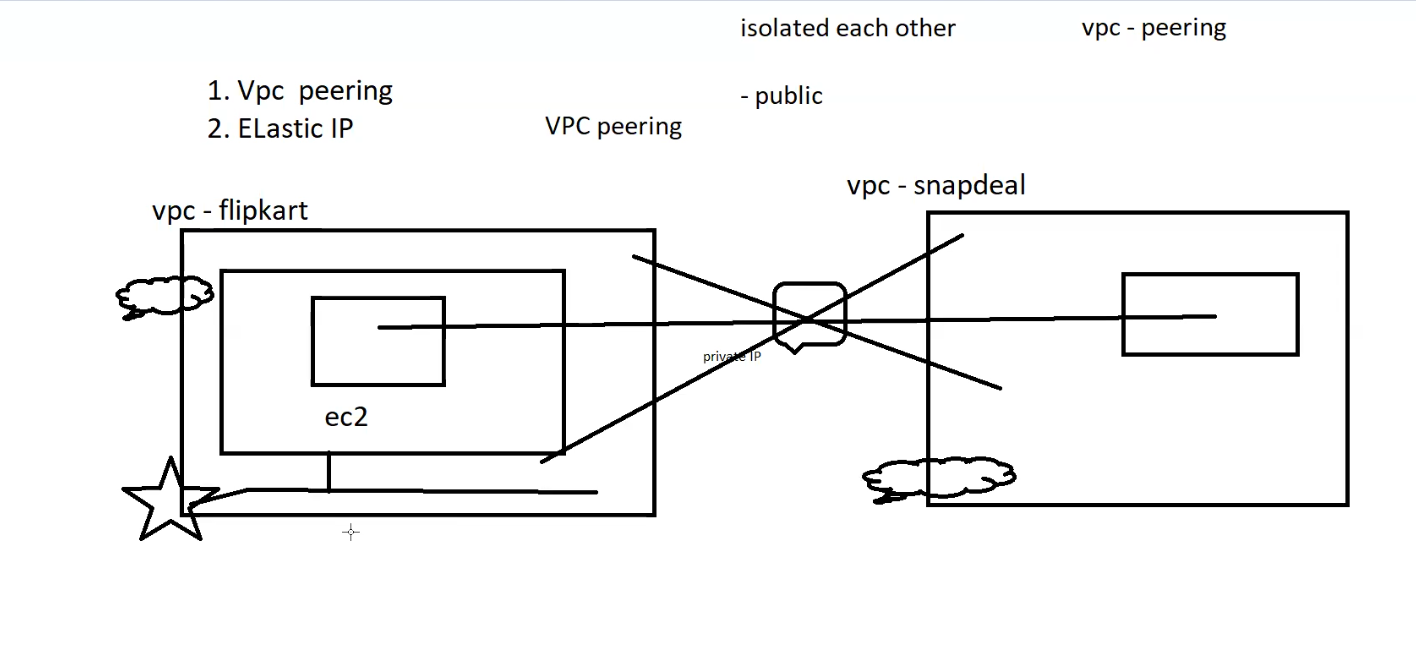 isolated each other
vpc - peering
1. Vpc  peering
- public
2. ELastic IP
VPC peering
vpc - snapdeal
vpc - flipkart
private IP
ec2